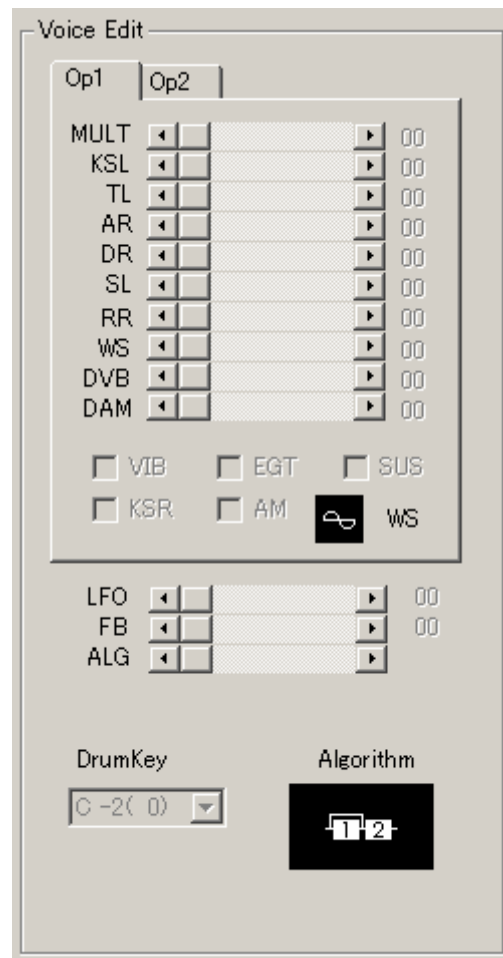 Voice Edit
Op1 Op2
MULT 00
KSL 00
TL 00
AR 00
DR 00
SL 00
RR 00
WS 00
DVB 00
DAM 00
VIB EGT SUS
KSR AM WS
LFO 00
FB 00
ALG
DrumKey Algorithm
C -2( 0) 1 2